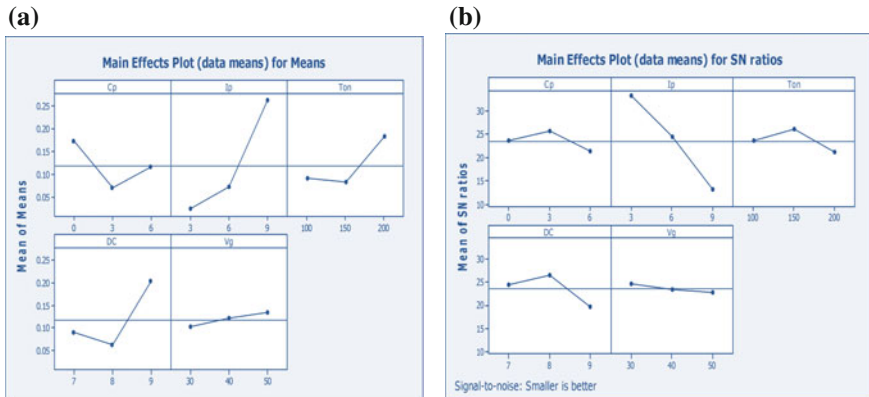 (a)
Main Effects Plot (data means) for Means
Cp Ip Ton
Mean of Means
0.25
0.20
0.15
0.10
0.05
0 3 6 3 6 9 100 150 200
DC Vg
0.25
0.20
0.15
0.10
0.05
7 8 9 30 40 50
(b)
Main Effects Plot (data means) for SN ratios
Cp Ip Ton
Mean of SN ratios
30
25
20
15
10
0 3 6 3 6 9 100 150 200
DC Vg
30
25
20
15
10
7 8 9 30 40 50
Signal-to-noise: Smaller is better